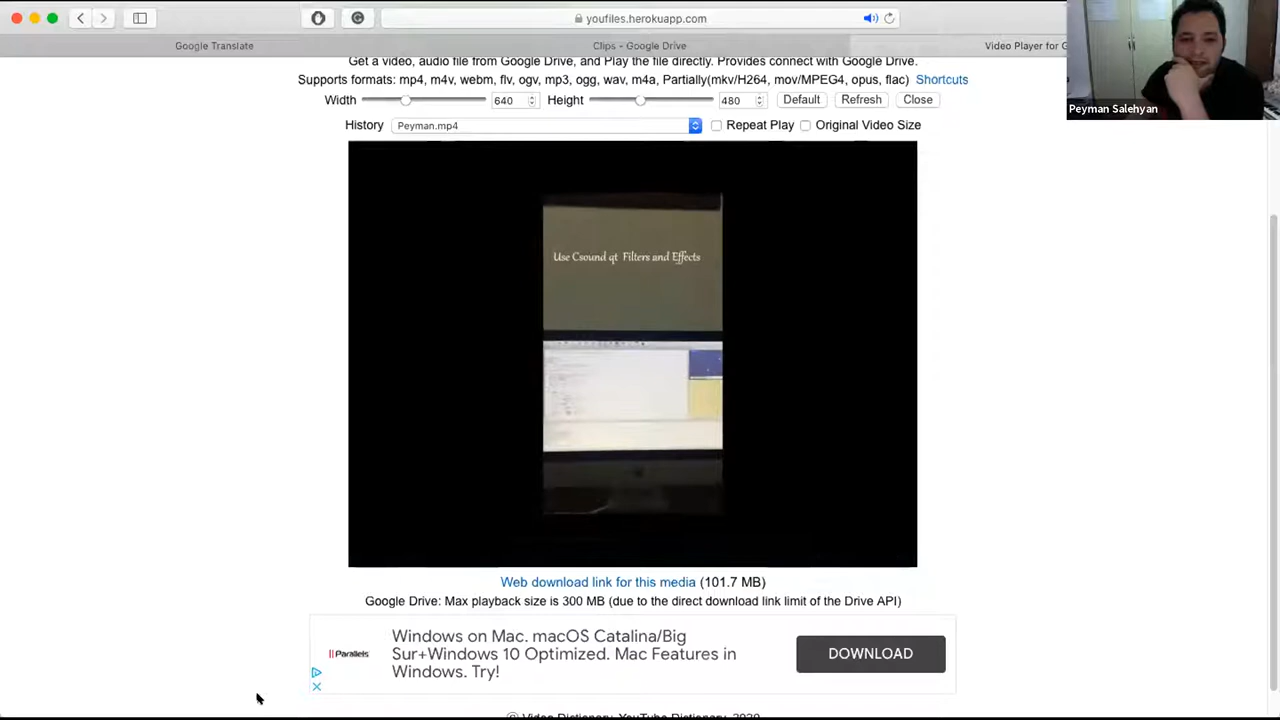 youfiles.herokuapp.com
Google Translate
Clips - Google Drive
Video Player for G
Get a video, audio file from Google Drive, and Play the file directly. Provides connect with Google Drive.
Supports formats: mp4, m4v, webm, flv, ogv, mp3, ogg, wav, m4a, Partially(mkv/H264, mov/MPEG4, opus, flac) Shortcuts
Peyman Salehyan
Width 640 Height 480 Default Refresh Close
History Peyman.mp4 Repeat Play Original Video Size
Use Csound qt Filters and Effects
Web download link for this media (101.7 MB)
Google Drive: Max playback size is 300 MB (due to the direct download link limit of the Drive API)
Parallels
Windows on Mac. macOS Catalina/Big
Sur+Windows 10 Optimized. Mac Features in
Windows. Try!
DOWNLOAD
© Video Dictionary, YouTube Dictionary, 2020